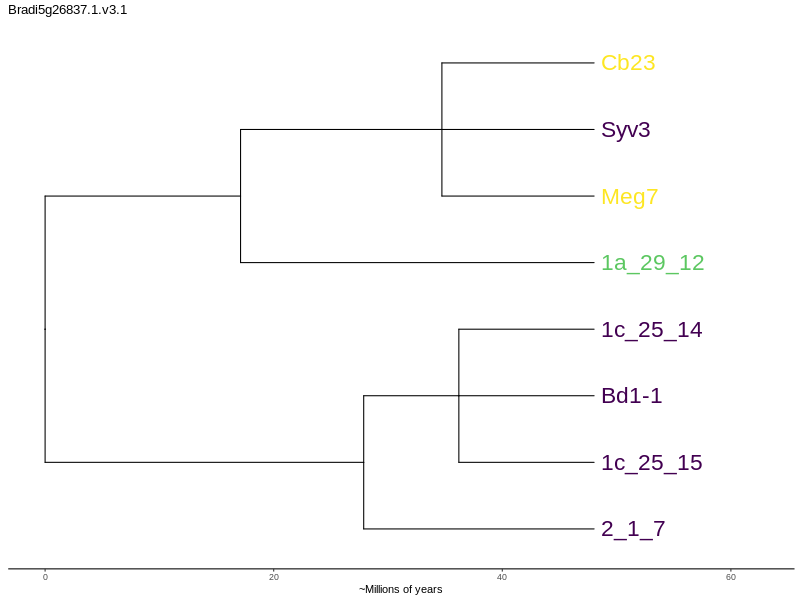 Bradi5g26837.1.v3.1
Cb23
Syv3
Meg7
1a_29_12
1c_25_14
Bd1-1
1c_25_15
2_1_7
0 20 40 60
~Millions of years